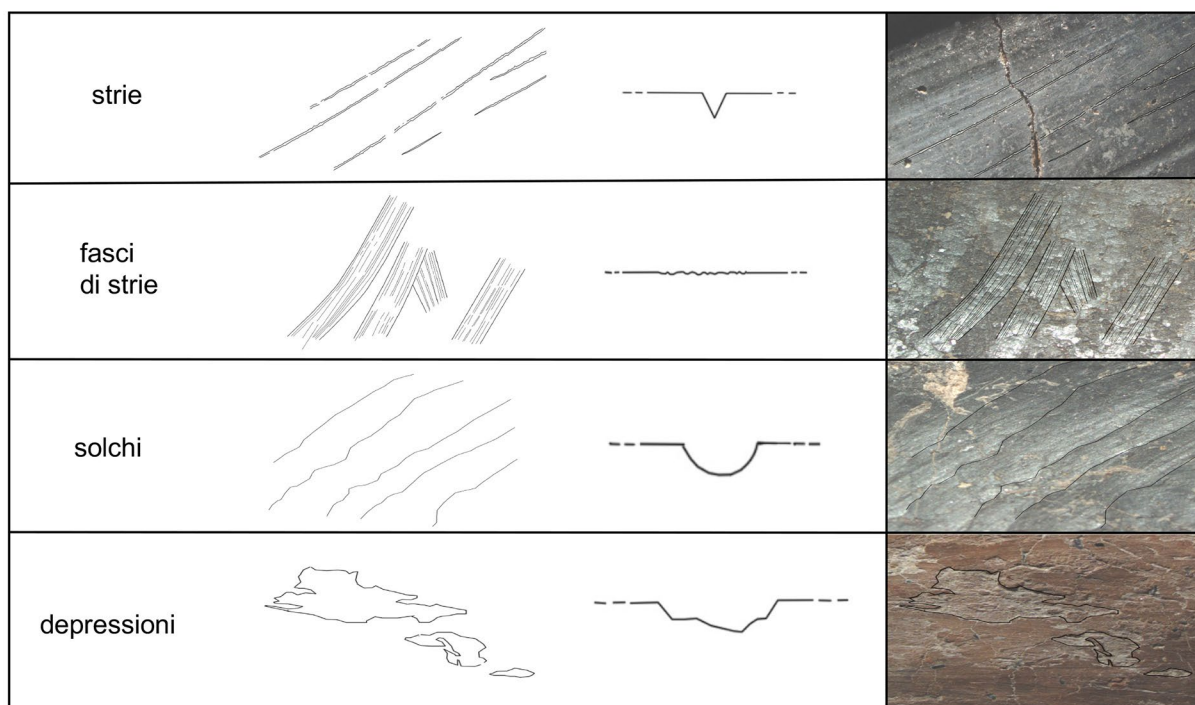 strie
fasci
di strie
solchi
depressioni